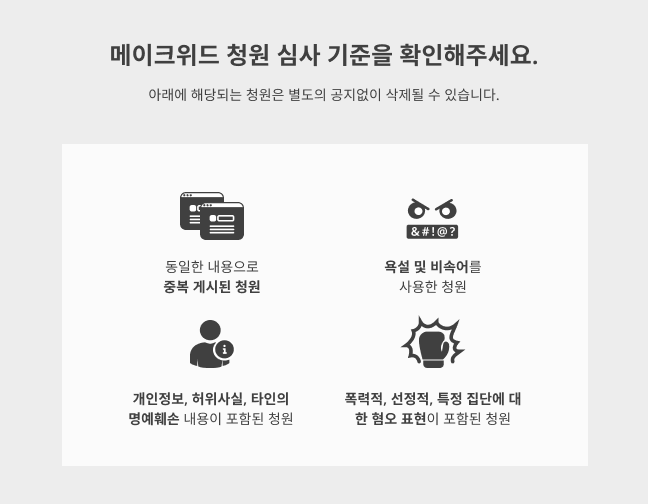 메이크위드 청원 심사 기준을 확인해주세요.
아래에 해당되는 청원은 별도의 공지없이 삭제될 수 있습니다.
&#!@?
동일한 내용으로
중복 게시된 청원
욕설 및 비속어를
사용한 청원
i
개인정보, 허위사실, 타인의
명예훼손 내용이 포함된 청원
폭력적, 선정적, 특정 집단에 대
한 혐오 표현이 포함된 청원